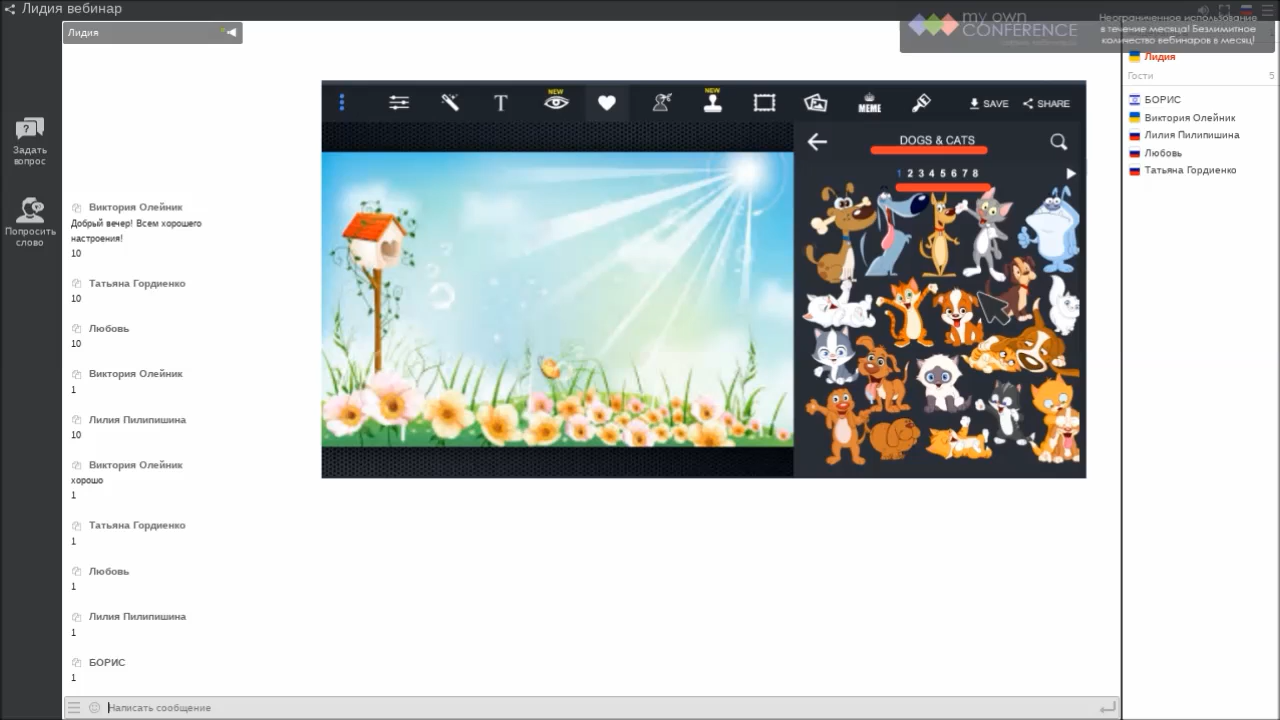 Лидия вебинар
Лидия
my own
CONFERENCE
Неограниченное использование
в течение месяца! Безлимитное
количество вебинаров в месяц!
Задать
вопрос
Попросить
слово
Виктория Олейник
Добрый вечер! Всем хорошего
настроения!
10
Татьяна Гордиенко
10
Любовь
10
Виктория Олейник
1
Лилия Пилипишина
10
Виктория Олейник
хорошо
1
Татьяна Гордиенко
1
Любовь
1
Лилия Пилипишина
1
БОРИС
1
Написать сообщение
T
NEW
NEW
MEME
SAVE
SHARE
DOGS & CATS
1 2 3 4 5 6 7 8
Лидия
Гости 5
БОРИС
Виктория Олейник
Лилия Пилипишина
Любовь
Татьяна Гордиенко